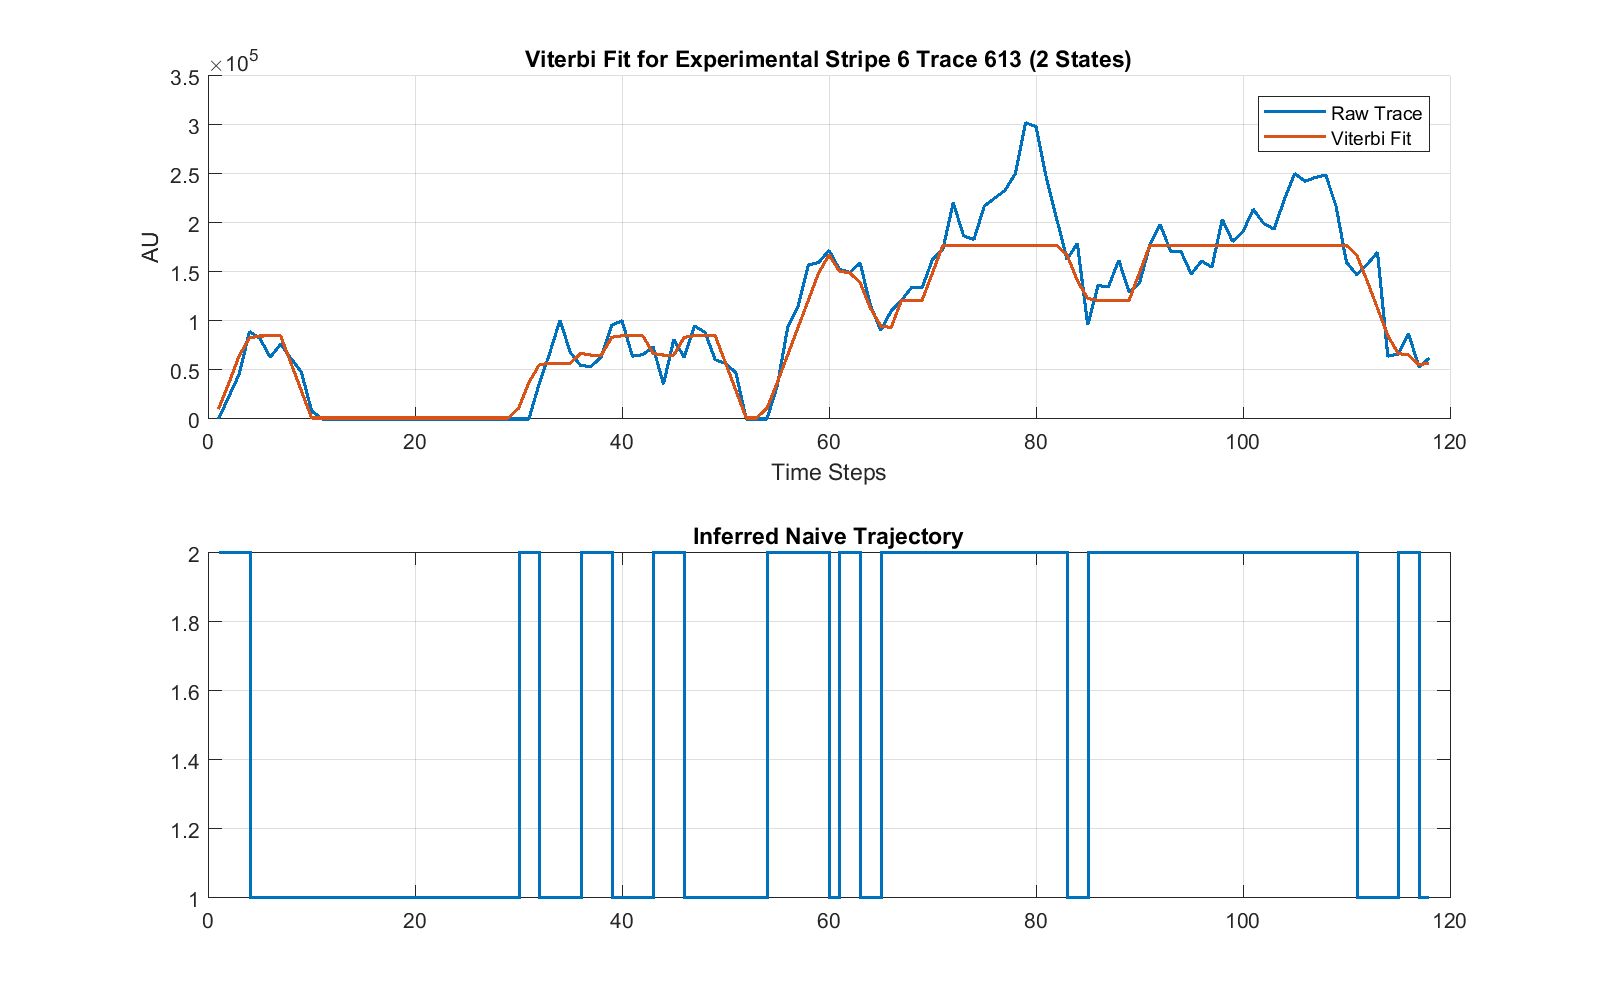 Viterbi Fit for Experimental Stripe 6 Trace 613 (2 States)
×10^5
3.5
3
2.5
2
1.5
1
0.5
0
AU
Raw Trace
Viterbi Fit
0 20 40 60 80 100 120
Time Steps
Inferred Naive Trajectory
2
1.8
1.6
1.4
1.2
1
0 20 40 60 80 100 120